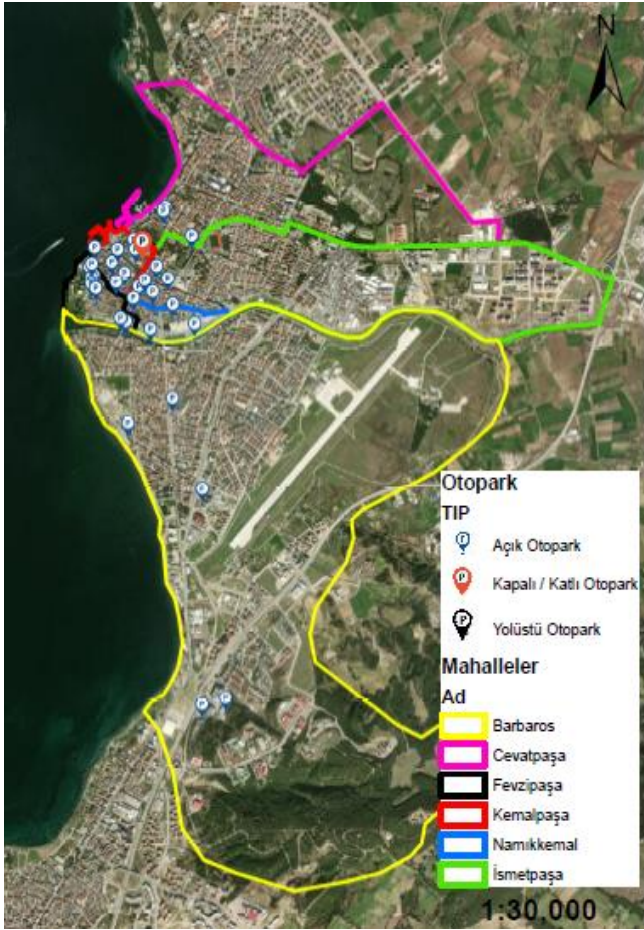 N
Otopark
TIP
P Açık Otopark
P Kapalı / Katlı Otopark
P Yolüstü Otopark
Mahalleler
Ad
Barbaros
Cevatpaşa
Fevzipaşa
Kemalpaşa
Namıkkemal
İsmetpaşa
1:30,000